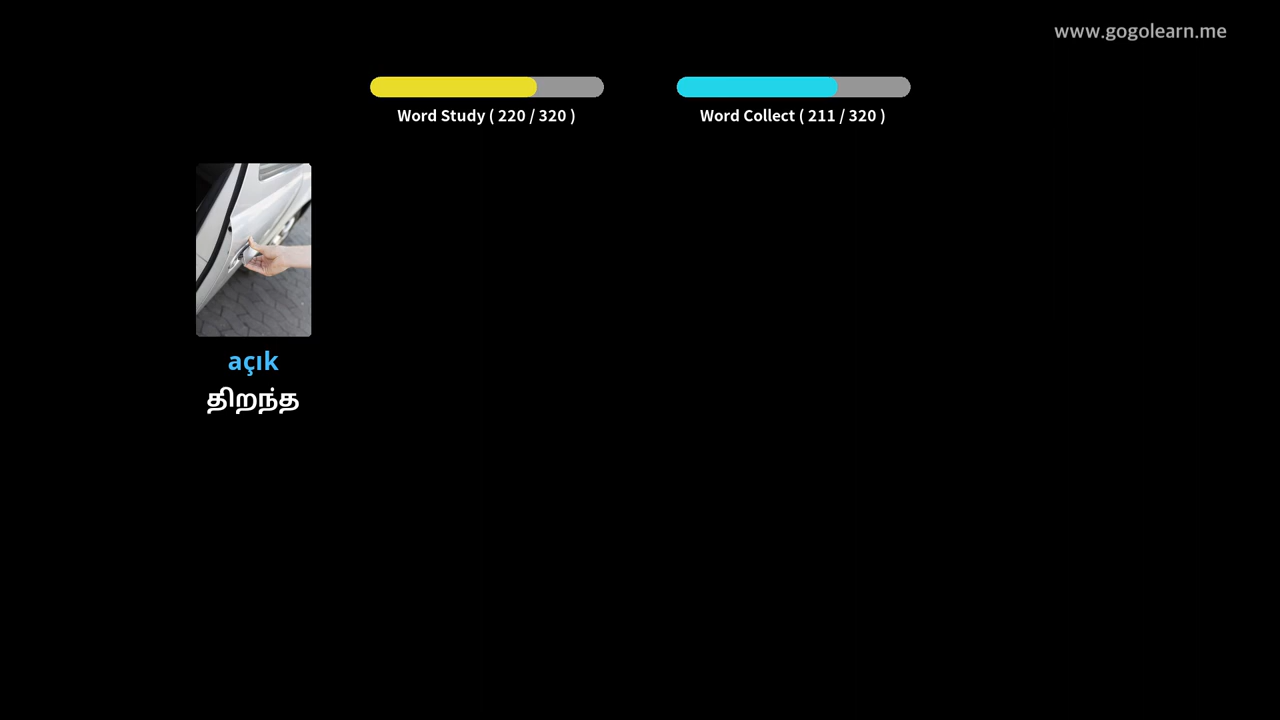 www.gogolearn.me
Word Study ( 220 / 320 )
Word Collect ( 211 / 320 )
açık
திறந்த